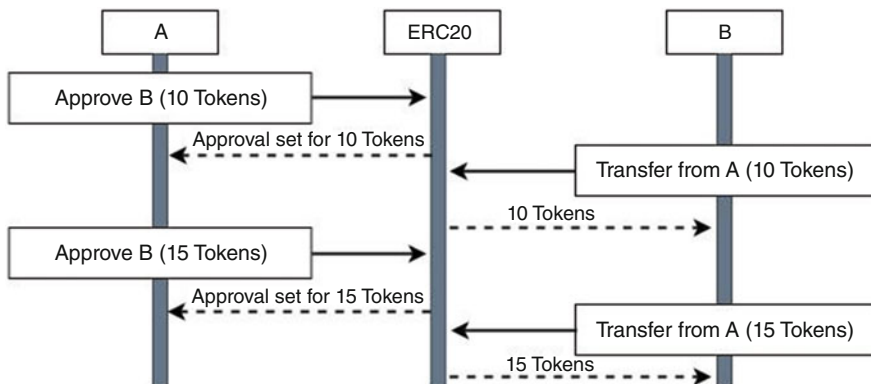 A
ERC20
B
Approve B (10 Tokens)
Approval set for 10 Tokens
Transfer from A (10 Tokens)
10 Tokens
Approve B (15 Tokens)
Approval set for 15 Tokens
Transfer from A (15 Tokens)
15 Tokens